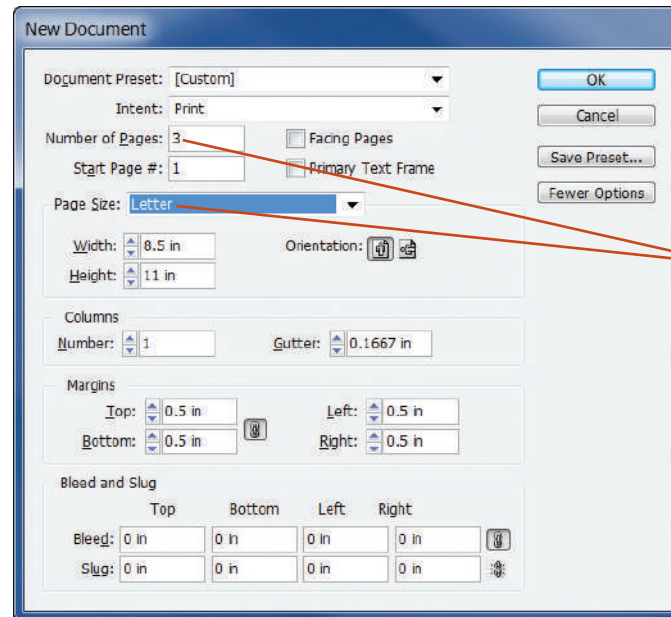 New Document
Document Preset: [Custom]
Intent: Print
Number of Pages: 3
Facing Pages
Start Page #: 1
Primary Text Frame
OK
Cancel
Save Preset...
Fewer Options
Page Size: Letter
Width: 8.5 in
Orientation:
Height: 11 in
Columns
Number: 1
Gutter: 0.1667 in
Margins
Top: 0.5 in
Left: 0.5 in
Bottom: 0.5 in
Right: 0.5 in
Bleed and Slug
Top Bottom Left Right
Bleed: 0 in 0 in 0 in 0 in
Slug: 0 in 0 in 0 in 0 in